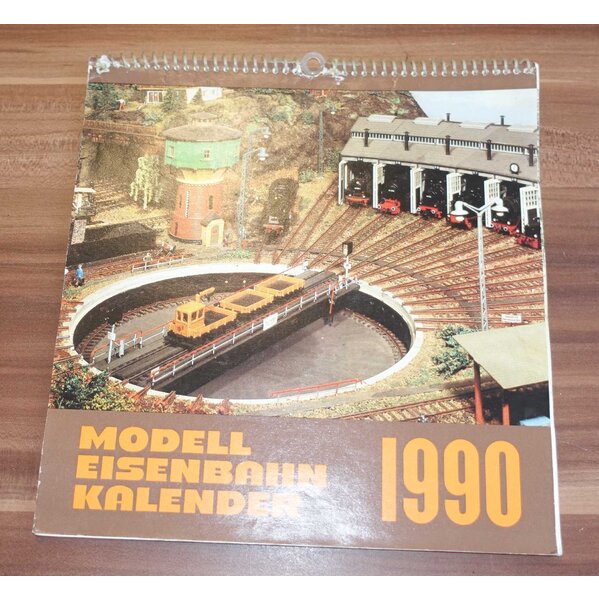 MODELL
EISENBAHN
KALENDER
1990